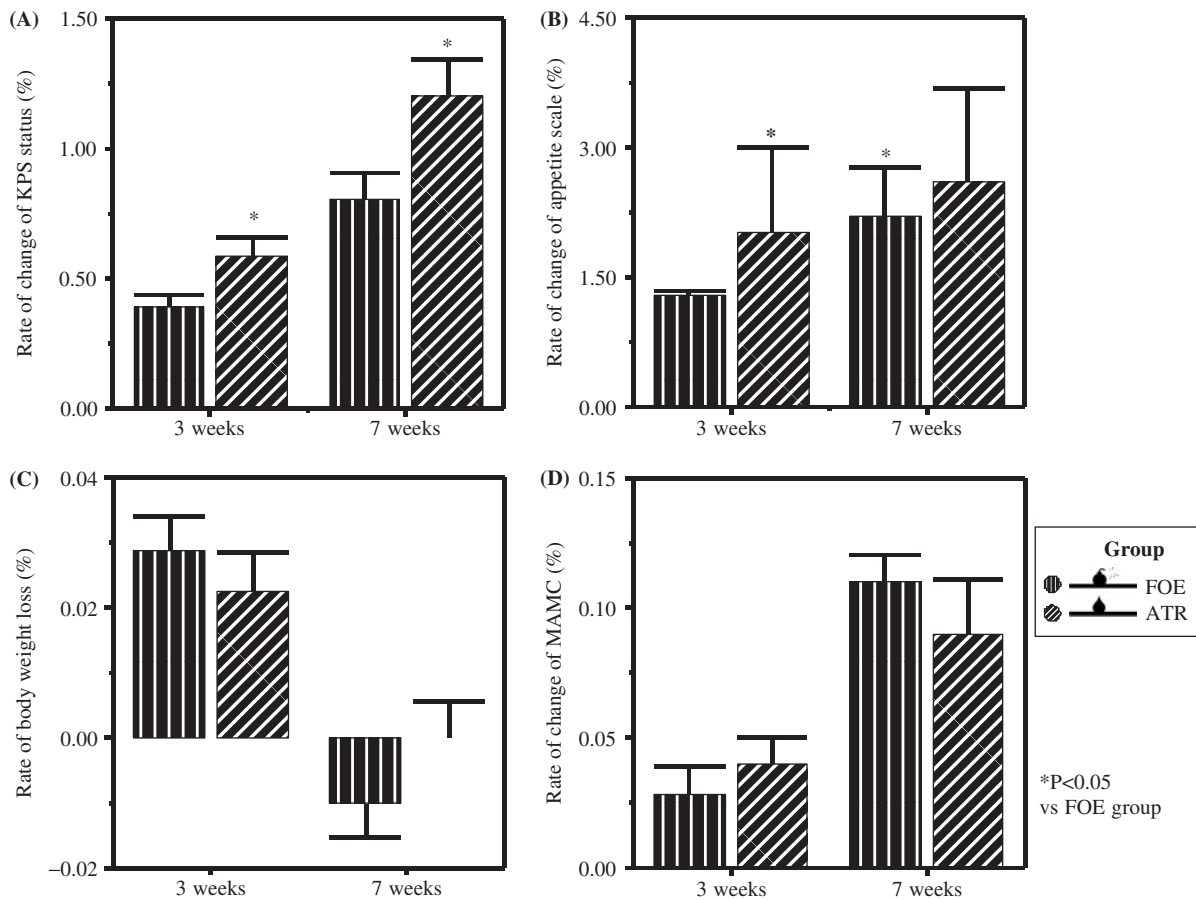 (A)
Rate of change of KPS status (%)
1.50
1.00
0.50
0.00
*
*
3 weeks
7 weeks
(B)
Rate of change of appetite scale (%)
4.50
3.00
1.50
0.00
*
*
3 weeks
7 weeks
(C)
Rate of body weight loss (%)
0.04
0.02
0.00
−0.02
3 weeks
7 weeks
(D)
Rate of change of MAMC (%)
0.15
0.10
0.05
0.00
3 weeks
7 weeks
Group
FOE
ATR
*P<0.05
vs FOE group